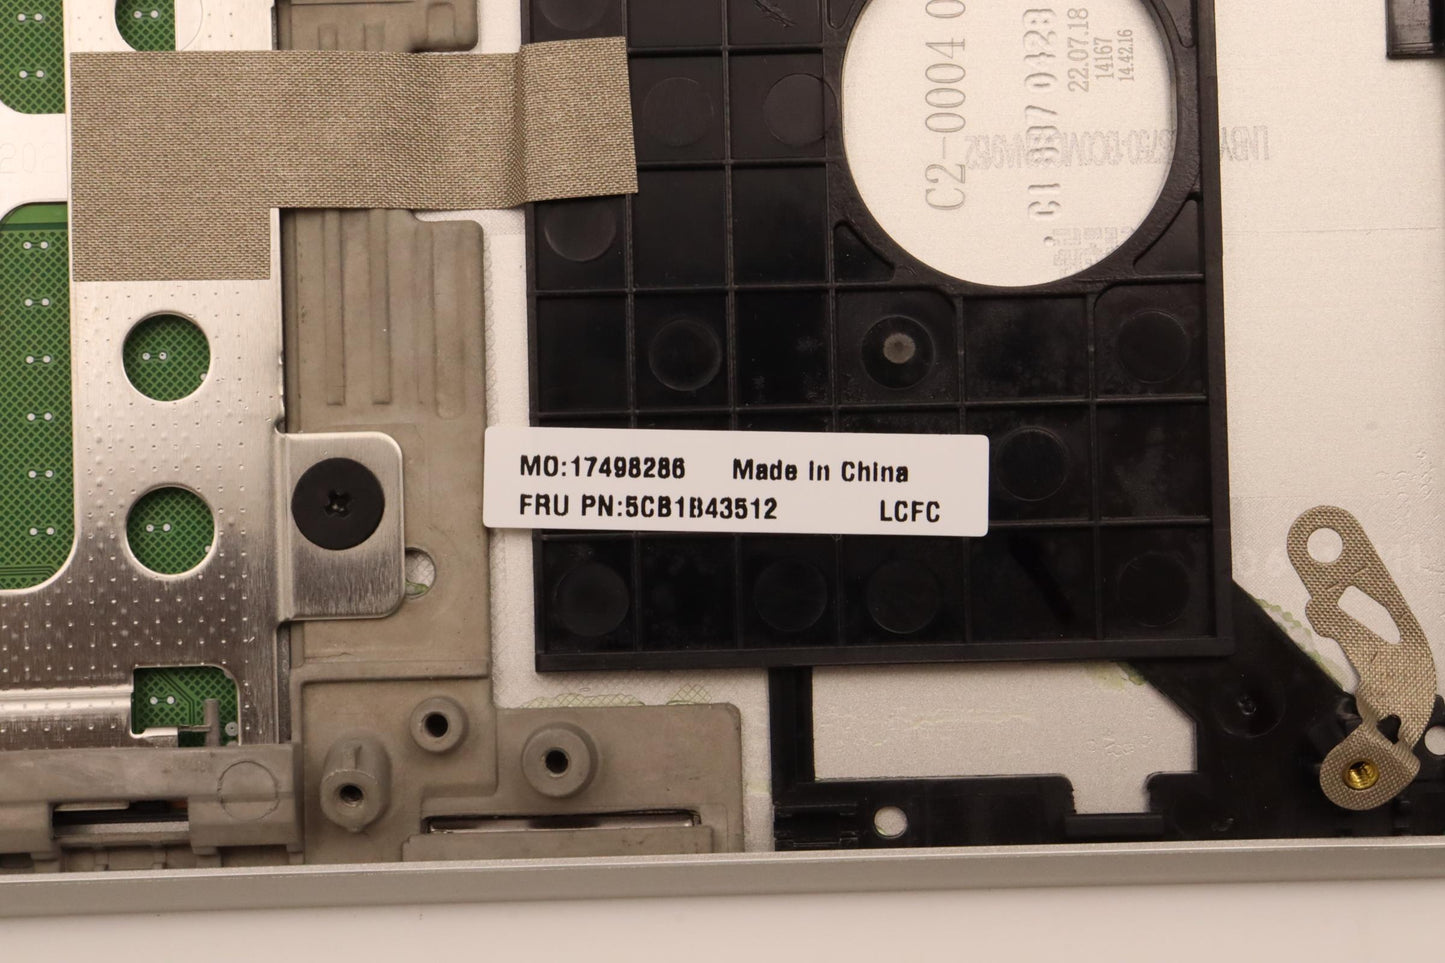 MO:17498286 Made in China
FRU PN:5CB1B43512 LCFC
C2-0004
22.07.18
14167
14.42.16